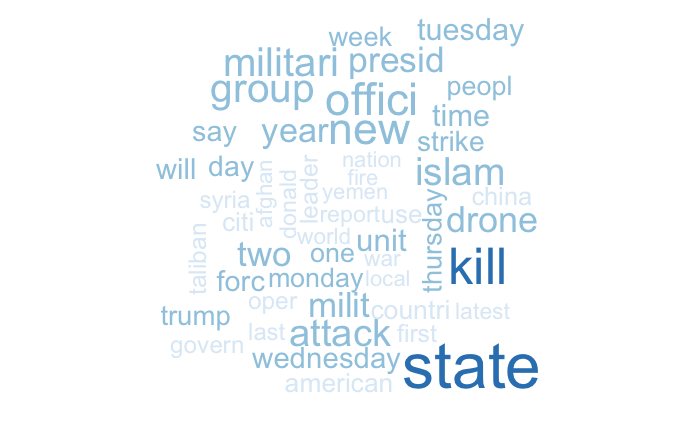 week tuesday
militari presid
group offici peopl
time
say year new strike
will day nation islam
afghan donald leader fire
syria yemen china
citi report use thursday drone
taliban world
two one unit kill
war
forc monday local
oper milit countri latest
trump
last attack first
govern wednesday state
american